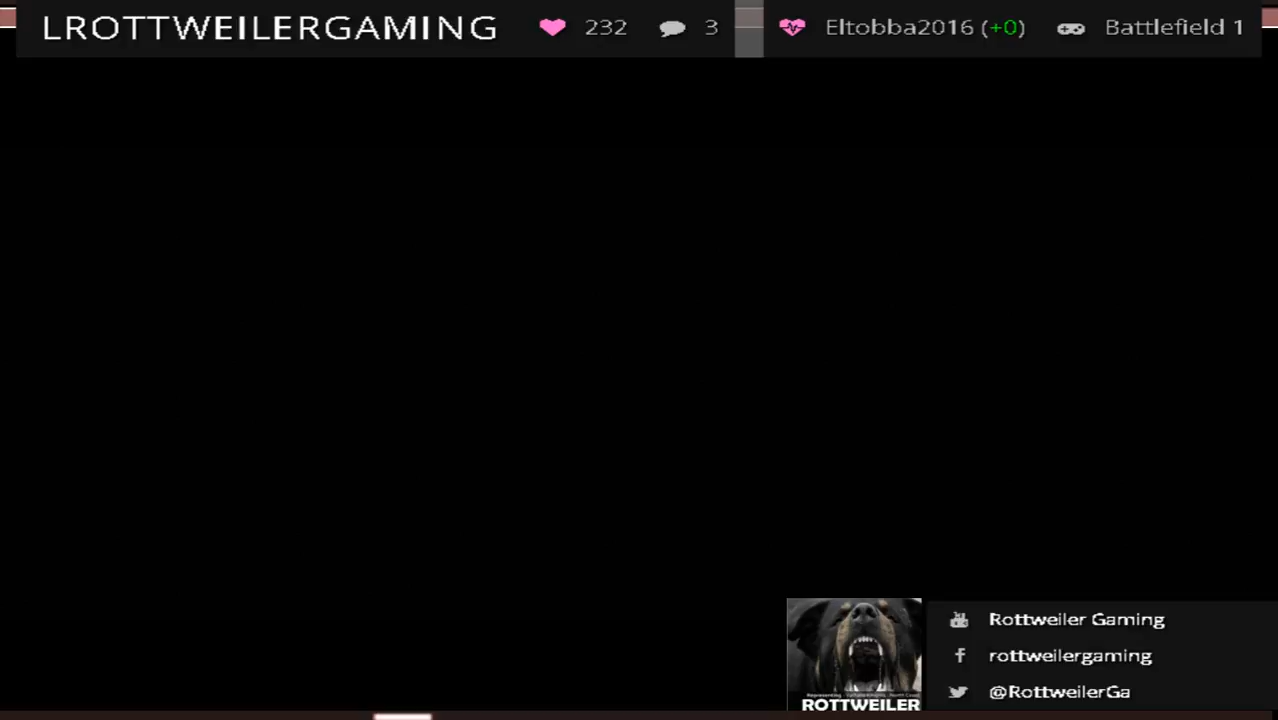 LROTTWEILERGAMING 232 3 Eltobba2016 (+0) Battlefield 1
Rottweiler Gaming
rottweilergaming
@RottweilerGa
ROTTWEILER